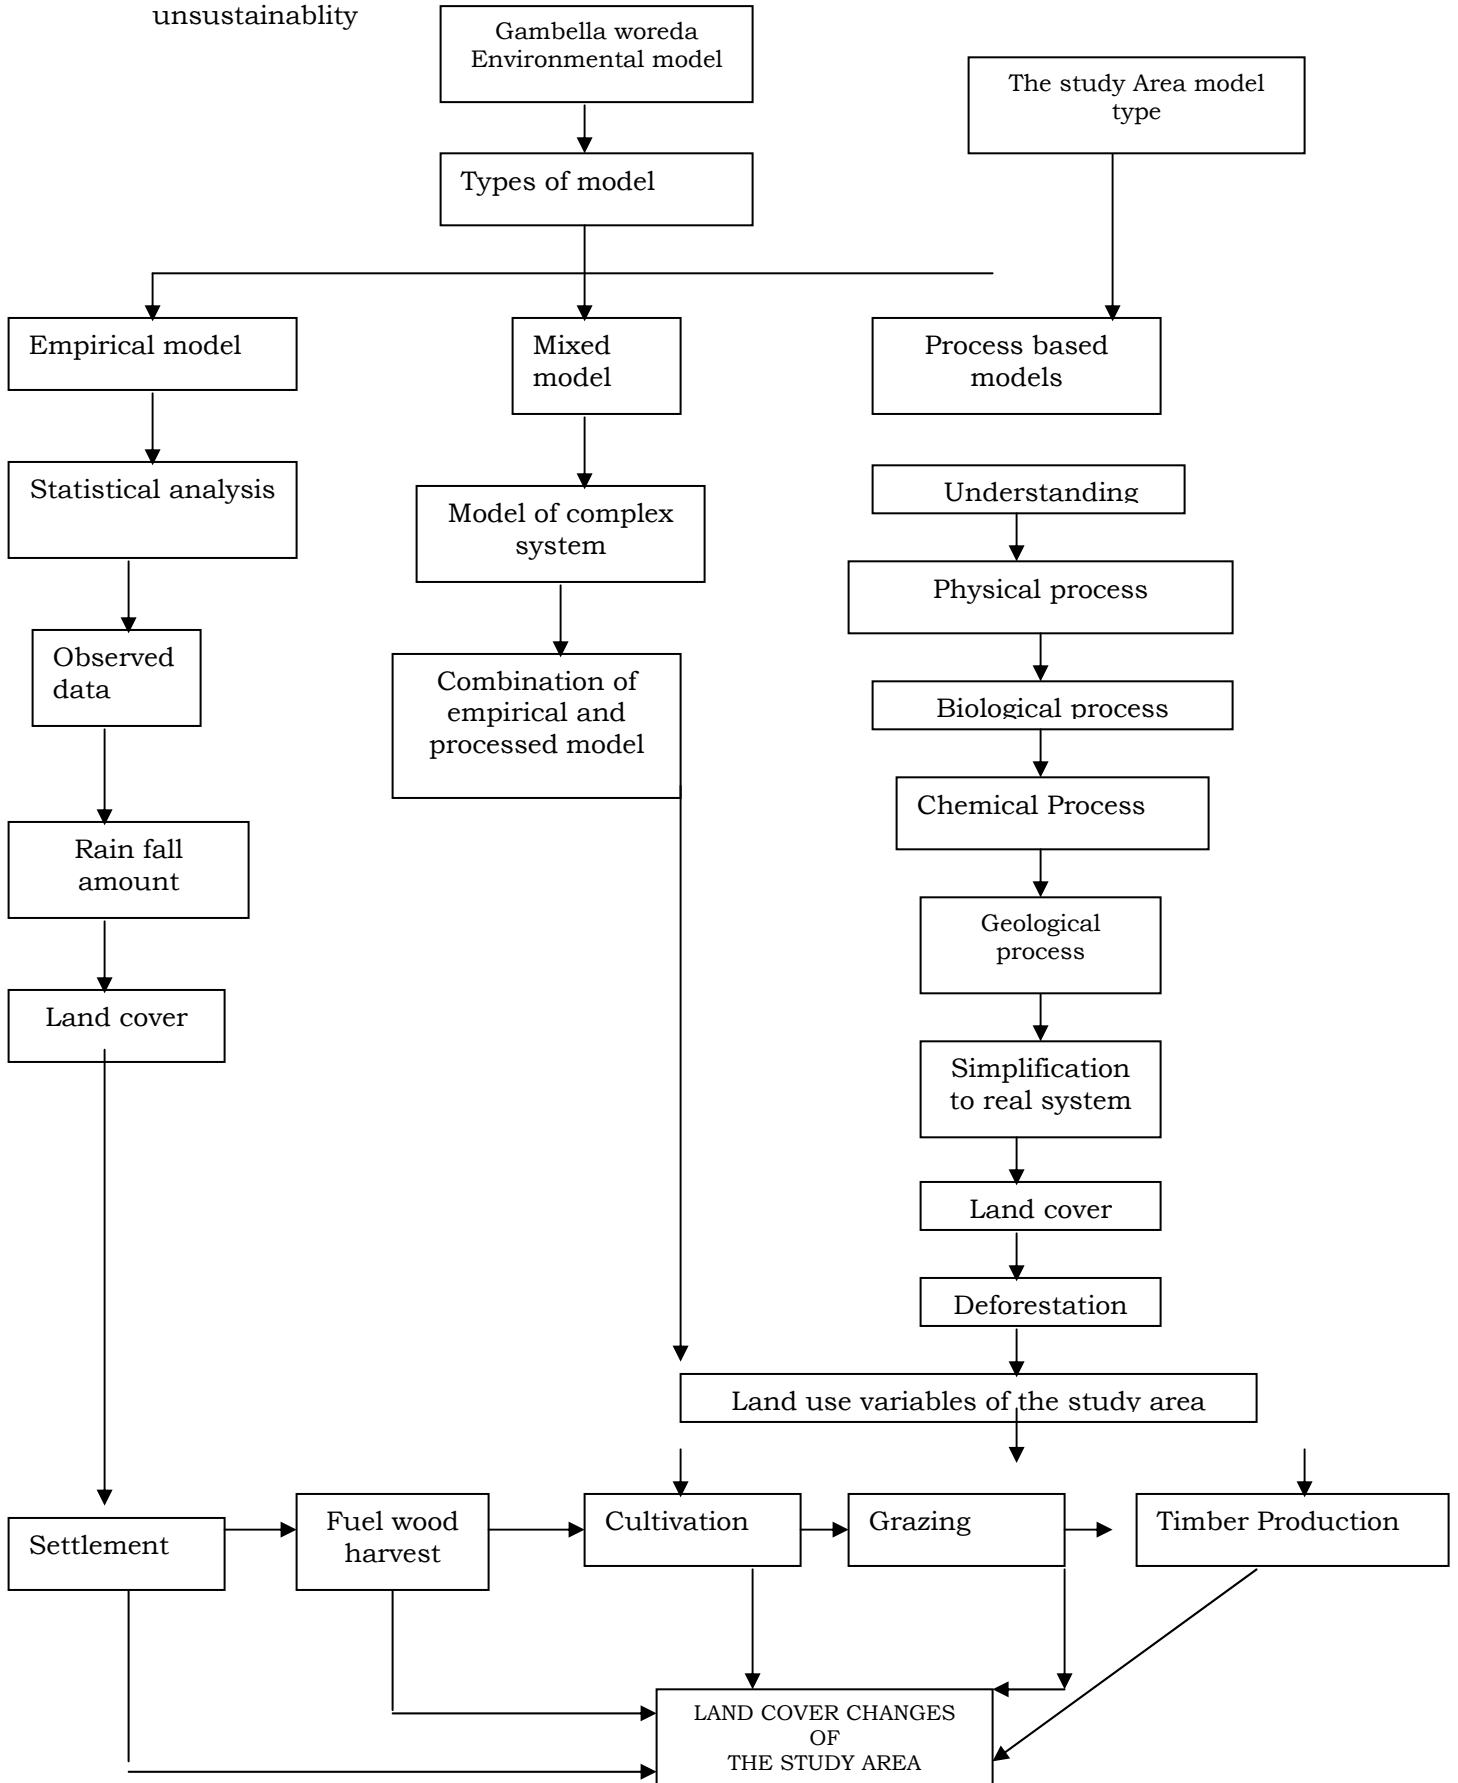 unsustainablity
Gambella woreda
Environmental model
The study Area model
type
Types of model
Empirical model
Mixed
model
Process based
models
Statistical analysis
Understanding
Model of complex
system
Physical process
Observed
data
Combination of
empirical and
processed model
Biological process
Chemical Process
Rain fall
amount
Geological
process
Land cover
Simplification
to real system
Land cover
Deforestation
Land use variables of the study area
Settlement
Fuel wood
harvest
Cultivation
Grazing
Timber Production
LAND COVER CHANGES
OF
THE STUDY AREA